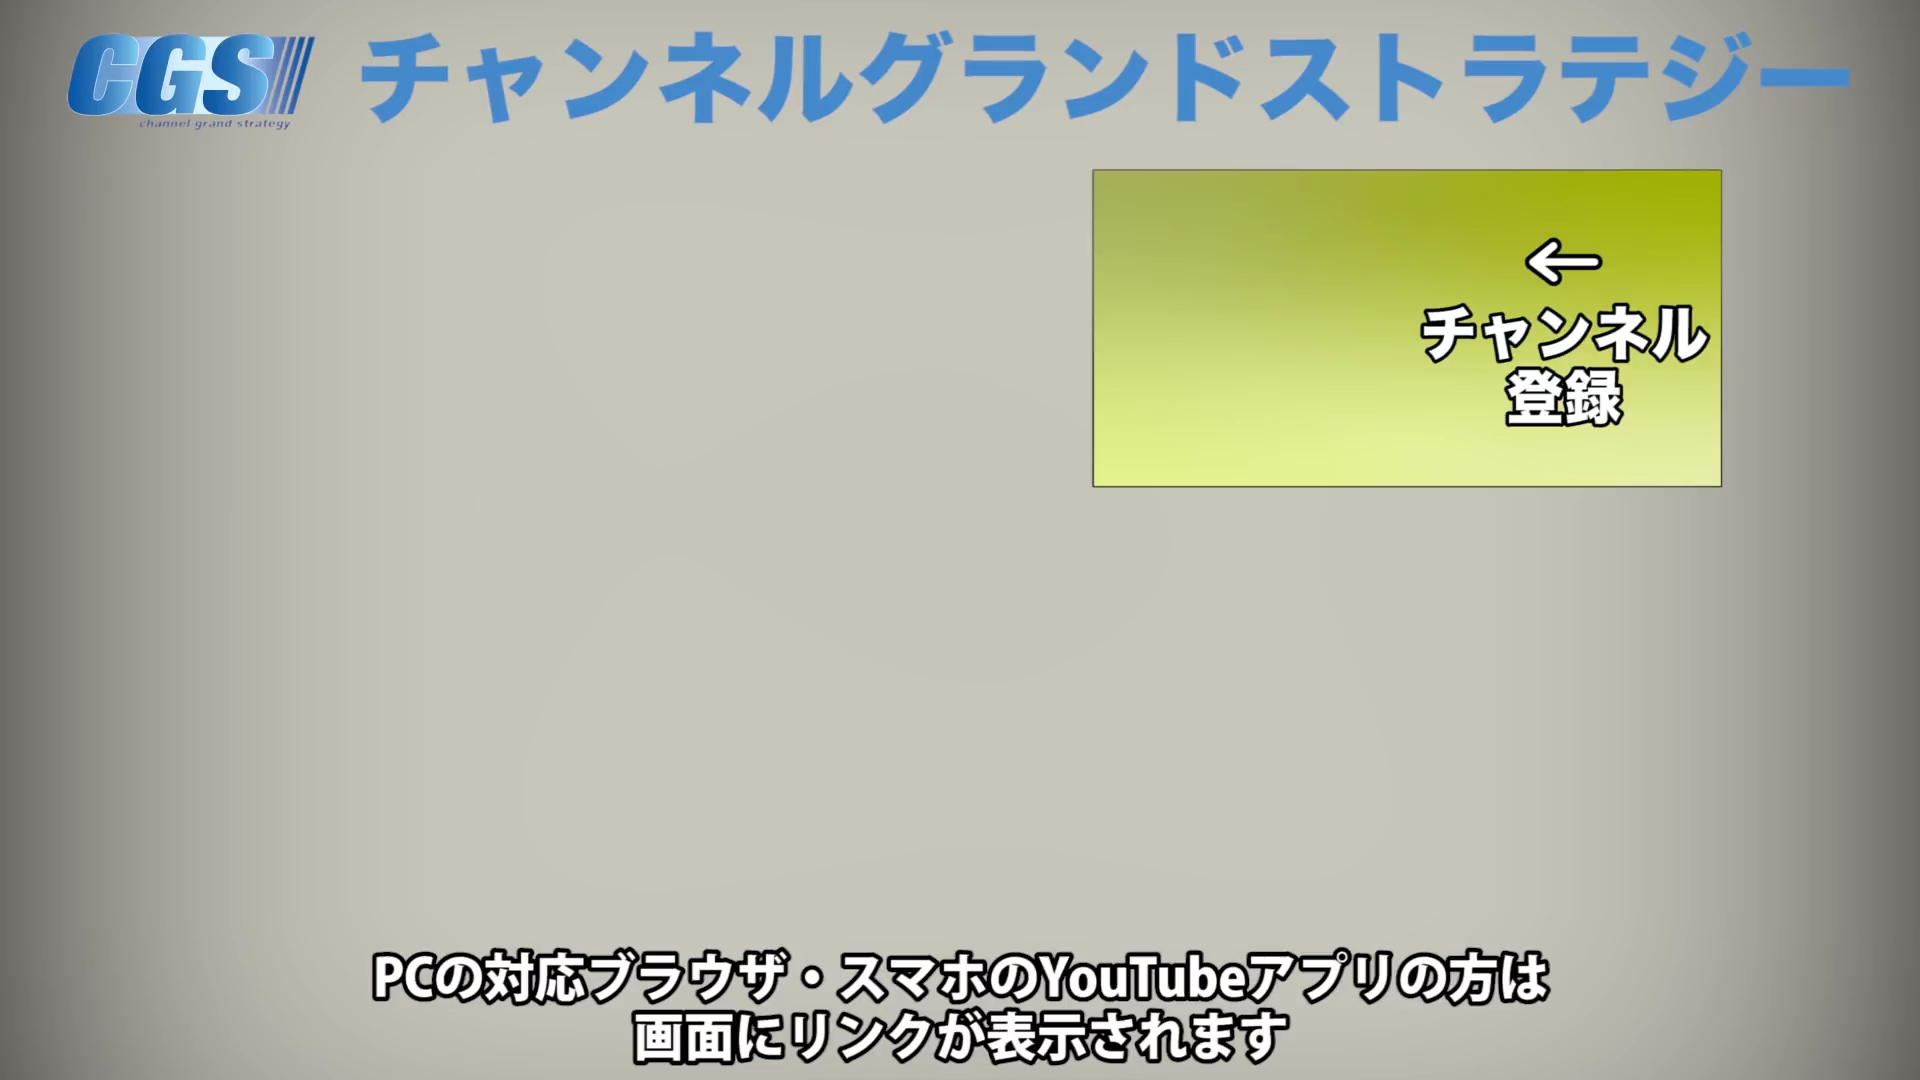 CGS
channel grand strategy
チャンネルグランドストラテジー
←
チャンネル
登録
PCの対応ブラウザ・スマホのYouTubeアプリの方は
画面にリンクが表示されます